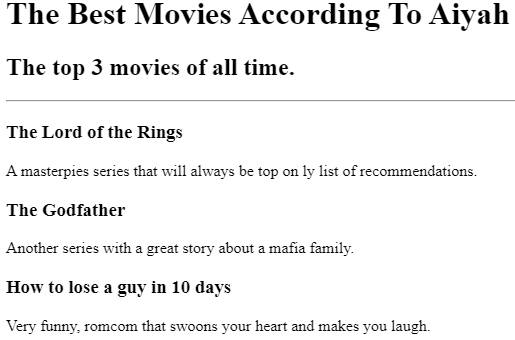 The Best Movies According To Aiyah
The top 3 movies of all time.
The Lord of the Rings
A masterpies series that will always be top on ly list of recommendations.
The Godfather
Another series with a great story about a mafia family.
How to lose a guy in 10 days
Very funny, romcom that swoons your heart and makes you laugh.